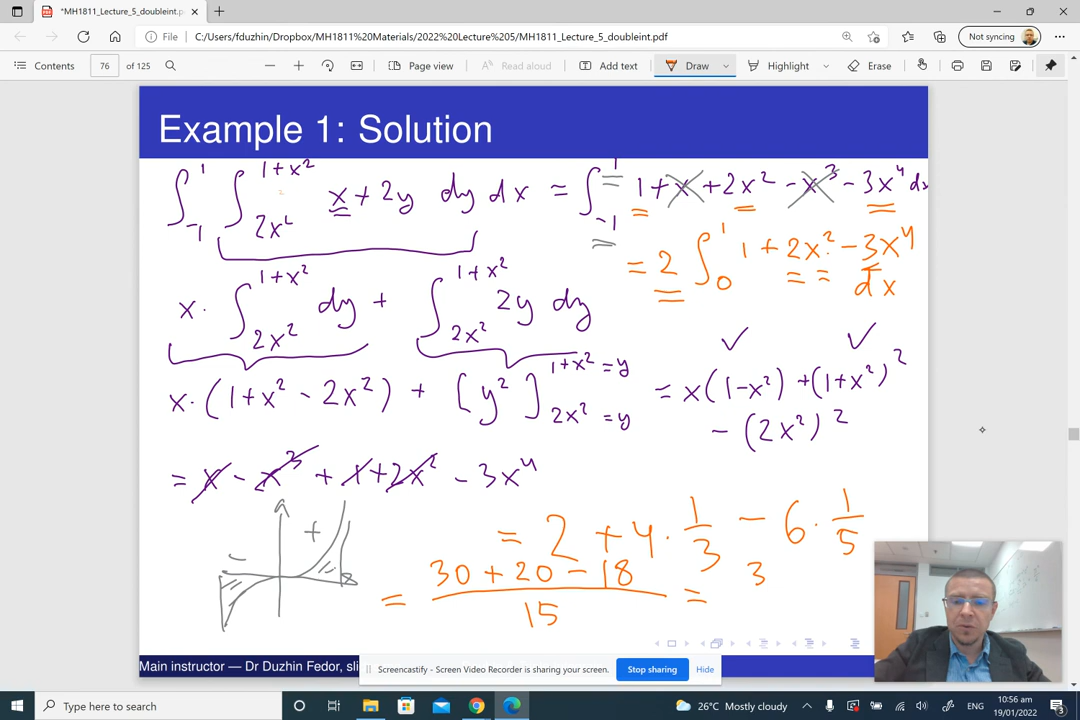 *MH1811_Lecture_5_doubleint.p
File
C:/Users/fduzhin/Dropbox/MH1811%20Materials/2022%20Lecture%205/MH1811_Lecture_5_doubleint.pdf
Not syncing
Contents
76 of 125
Page view
Read aloud
Add text
Draw
Highlight
Erase
Example 1: Solution
∫_{-1}^{1} ∫_{2x²}^{1+x²} x + 2y dy dx = ∫_{-1}^{1} 1 + x + 2x² - x³ - 3x⁴ dx
= 2 ∫_0^1 1 + 2x² - 3x⁴ dx
x · ∫_{2x²}^{1+x²} dy + ∫_{2x²}^{1+x²} 2y dy
x · (1+x² - 2x²) + [y²]_{2x² = y}^{1+x² = y} = x(1-x²) + (1+x²)²
- (2x²)²
= x - x³ + 1 + 2x² - 3x⁴
+
−
= 2 + 4 · 1/3 - 6 · 1/5
= (30 + 20 - 18)/15 = 3
Main instructor — Dr Duzhin Fedor, sli
Screencastify - Screen Video Recorder is sharing your screen.
Stop sharing
Hide
Type here to search
26°C Mostly cloudy
ENG
10:56 am
19/01/2022
3